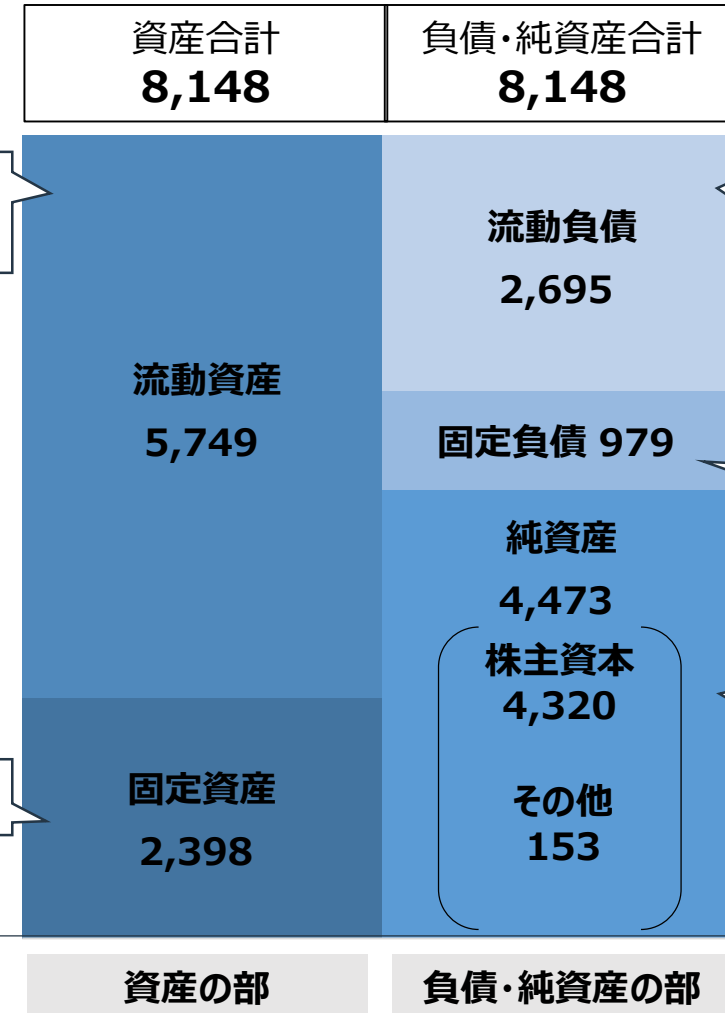 資産合計
8,148
負債・純資産合計
8,148
流動資産
5,749
固定資産
2,398
流動負債
2,695
固定負債 979
純資産
4,473
株主資本
4,320
その他
153
資産の部
負債・純資産の部